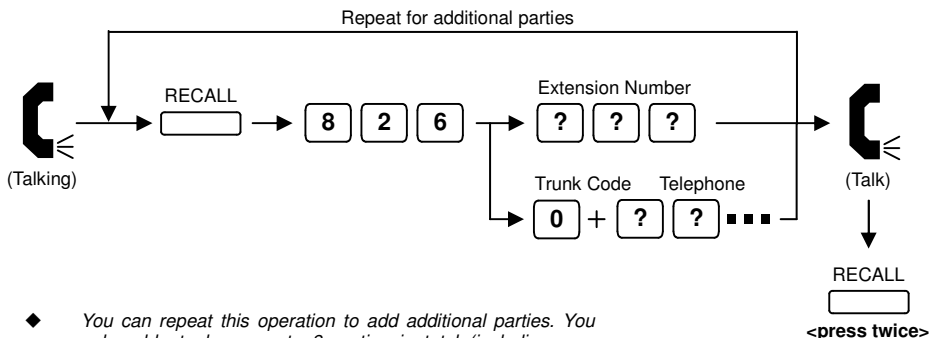 Repeat for additional parties
RECALL
8 2 6
Extension Number
? ? ?
(Talking)
Trunk Code Telephone
0 + ? ?
(Talk)
RECALL
<press twice>
◆ You can repeat this operation to add additional parties. You